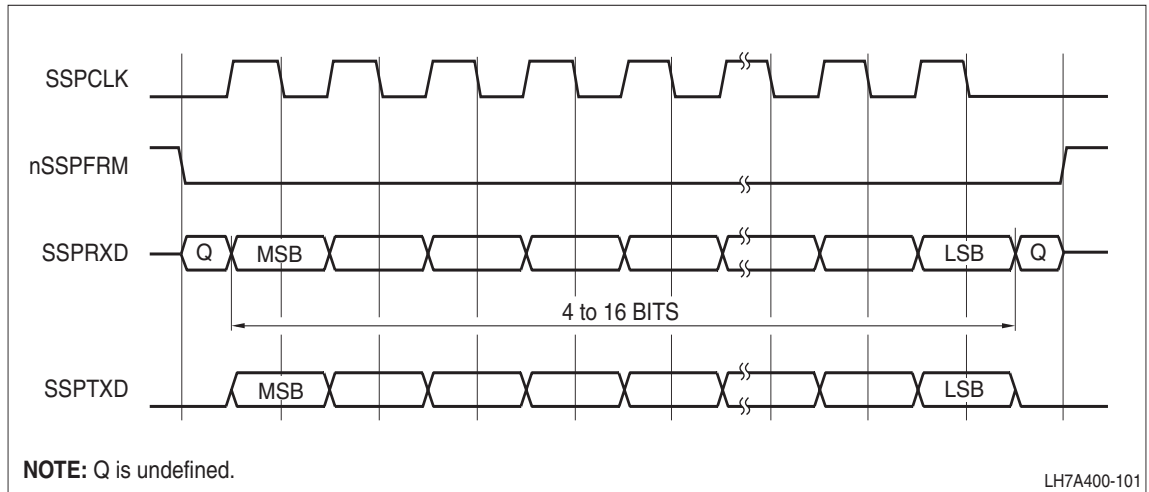 SSPCLK
nSSPFRM
SSPRXD
Q MSB LSB Q
4 to 16 BITS
SSPTXD
MSB LSB
NOTE: Q is undefined.
LH7A400-101